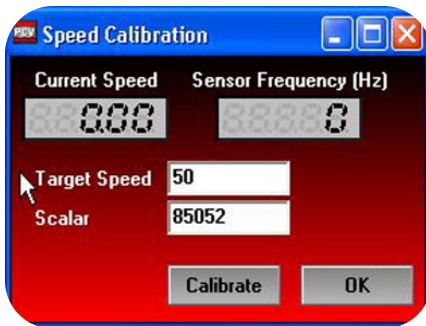 PCV Speed Calibration
Current Speed Sensor Frequency (Hz)
0.00 0
Target Speed 50
Scalar 85052
Calibrate OK